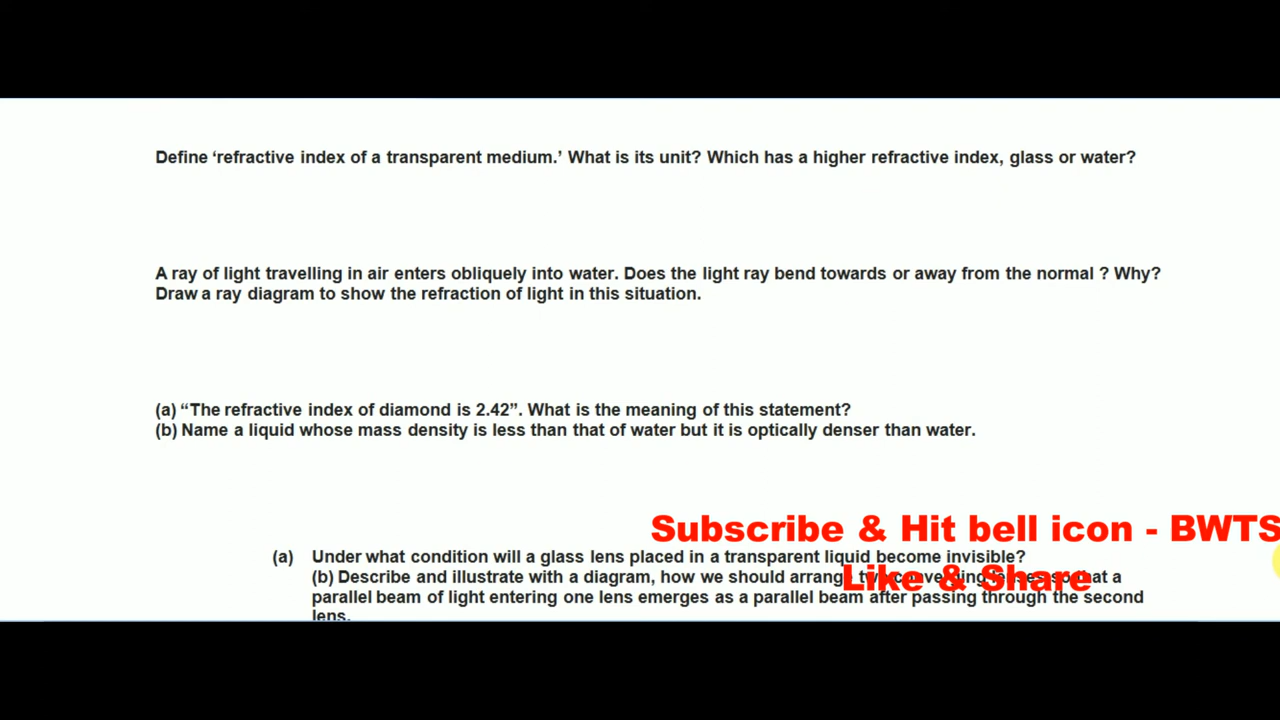 Define ‘refractive index of a transparent medium.’ What is its unit? Which has a higher refractive index, glass or water?
A ray of light travelling in air enters obliquely into water. Does the light ray bend towards or away from the normal ? Why?
Draw a ray diagram to show the refraction of light in this situation.
(a) “The refractive index of diamond is 2.42”. What is the meaning of this statement?
(b) Name a liquid whose mass density is less than that of water but it is optically denser than water.
Subscribe & Hit bell icon - BWTS
(a) Under what condition will a glass lens placed in a transparent liquid become invisible?
(b) Describe and illustrate with a diagram, how we should arrange two converging lenses so that a
Like & Share
parallel beam of light entering one lens emerges as a parallel beam after passing through the second
lens.